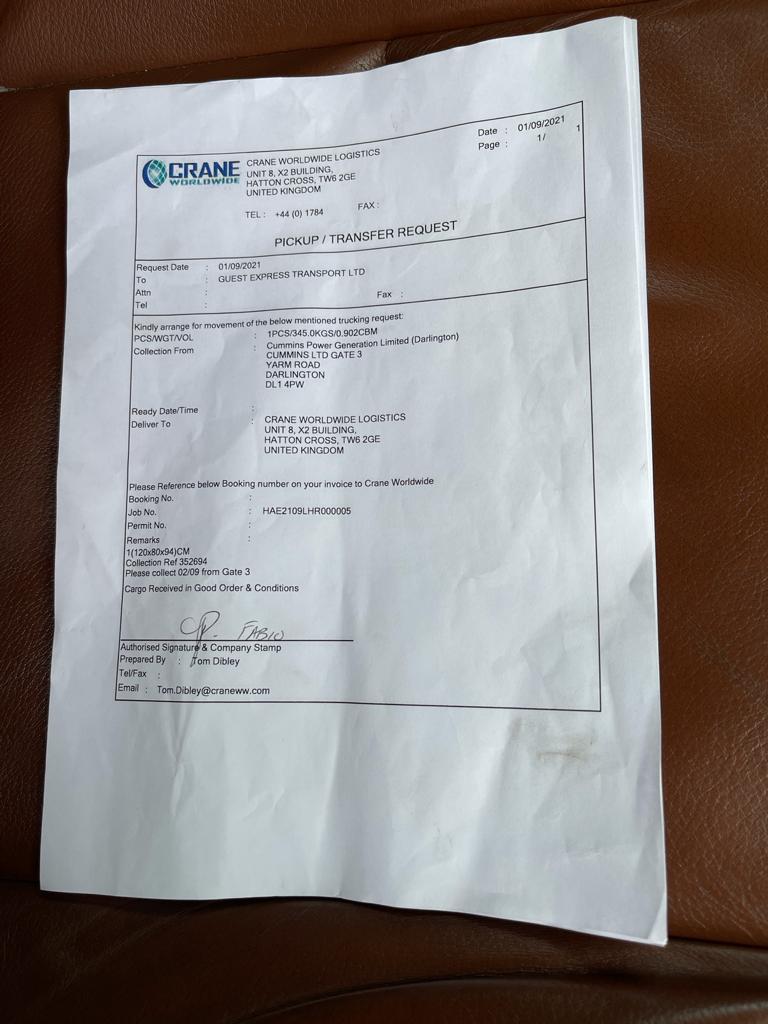 Date : 01/09/2021
Page : 1/ 1
CRANE
WORLDWIDE
CRANE WORLDWIDE LOGISTICS
UNIT 8, X2 BUILDING,
HATTON CROSS, TW6 2GE
UNITED KINGDOM
TEL : +44 (0) 1784 FAX :
PICKUP / TRANSFER REQUEST
Request Date : 01/09/2021
To : GUEST EXPRESS TRANSPORT LTD
Attn :
Tel : Fax :
Kindly arrange for movement of the below mentioned trucking request:
PCS/WGT/VOL : 1PCS/345.0KGS/0.902CBM
Collection From : Cummins Power Generation Limited (Darlington)
CUMMINS LTD GATE 3
YARM ROAD
DARLINGTON
DL1 4PW
Ready Date/Time :
Deliver To : CRANE WORLDWIDE LOGISTICS
UNIT 8, X2 BUILDING,
HATTON CROSS, TW6 2GE
UNITED KINGDOM
Please Reference below Booking number on your invoice to Crane Worldwide
Booking No. :
Job No. : HAE2109LHR000005
Permit No. :
Remarks :
1(120x80x94)CM
Collection Ref 352694
Please collect 02/09 from Gate 3
Cargo Received in Good Order & Conditions
FABIO
Authorised Signature & Company Stamp
Prepared By : Tom Dibley
Tel/Fax :
Email : Tom.Dibley@craneww.com